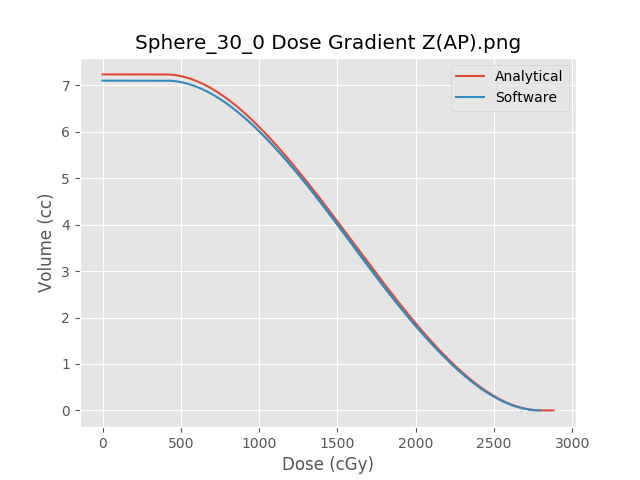 Sphere_30_0 Dose Gradient Z(AP).png
Analytical
Software
Volume (cc)
7
6
5
4
3
2
1
0
0 500 1000 1500 2000 2500 3000
Dose (cGy)